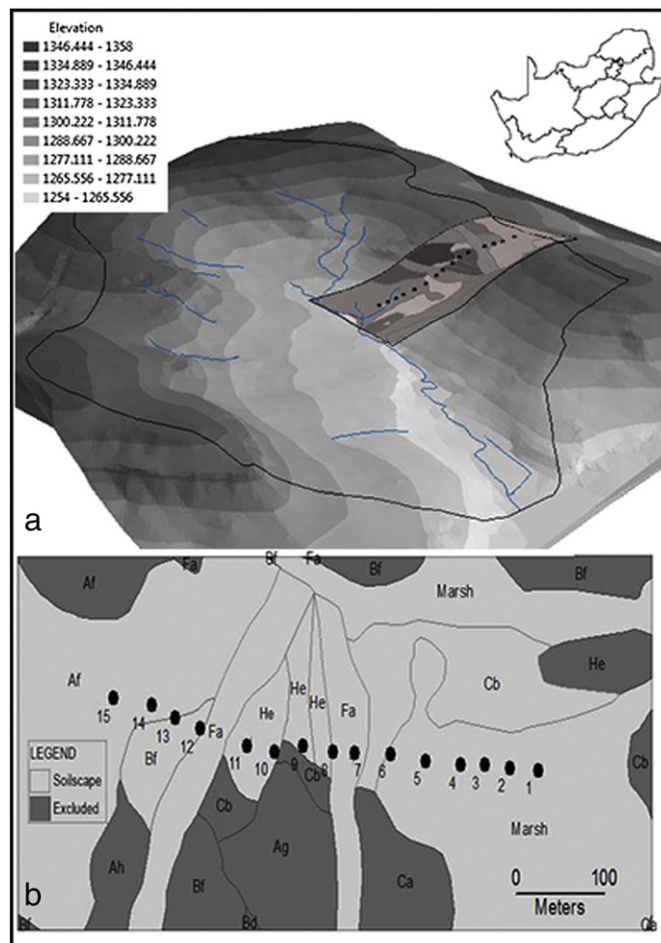 Elevation
1346.444 - 1358
1334.889 - 1346.444
1323.333 - 1334.889
1311.778 - 1323.333
1300.222 - 1311.778
1288.667 - 1300.222
1277.111 - 1288.667
1265.556 - 1277.111
1254 - 1265.556
a
Af
Fa
Bf
Fa
Bf
Marsh
Bf
He
Cb
Af
He
He
He
Fa
Cb
15
14
13
12
Fa
11
10
9
8
7
6
5
4
3
2
1
Bf
Cb
Cb
Marsh
LEGEND
Soilscape
Excluded
Ah
Bf
Ag
Ca
0 100
Meters
b
Bf
Bd
Ca